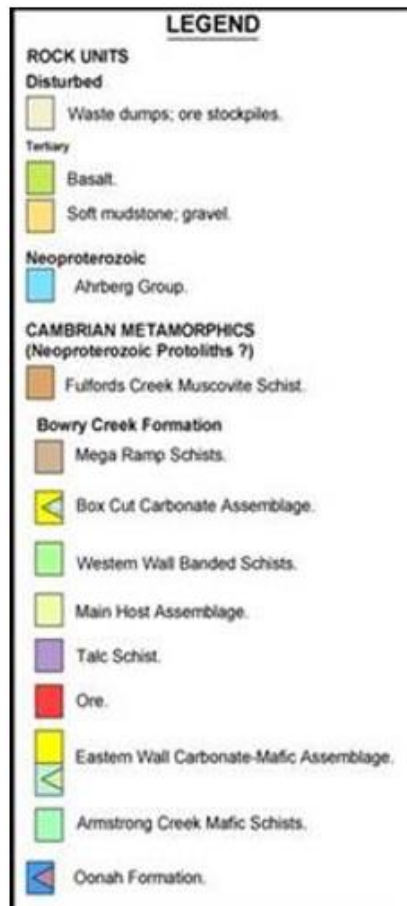 LEGEND
ROCK UNITS
Disturbed
Waste dumps; ore stockpiles.
Tertiary
Basalt.
Soft mudstone; gravel.
Neoproterozoic
Ahrberg Group.
CAMBRIAN METAMORPHICS
(Neoproterozoic Protoliths ?)
Fulfords Creek Muscovite Schist.
Bowry Creek Formation
Mega Ramp Schists.
Box Cut Carbonate Assemblage.
Western Wall Banded Schists.
Main Host Assemblage.
Talc Schist.
Ore.
Eastern Wall Carbonate-Mafic Assemblage.
Armstrong Creek Mafic Schists.
Oonah Formation.